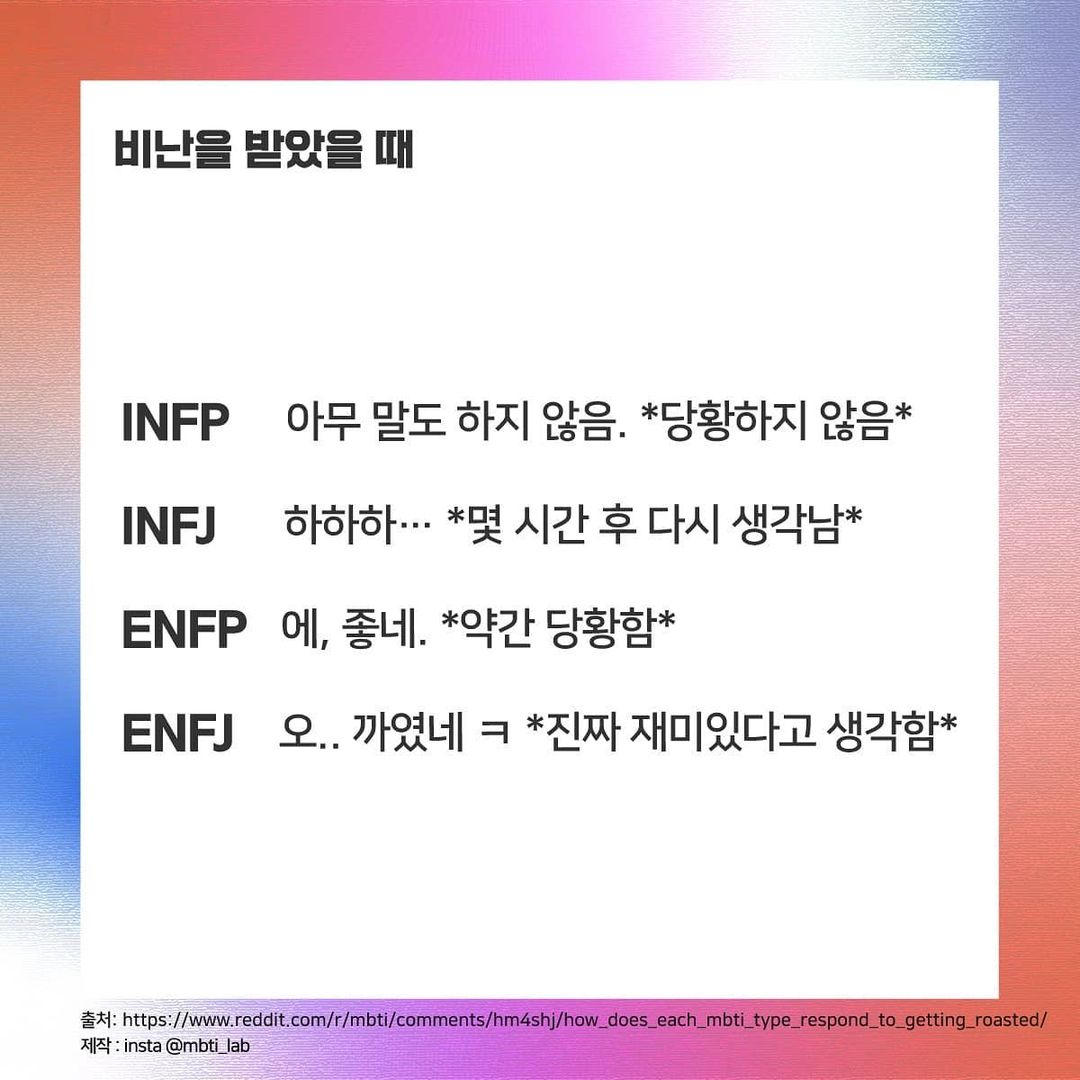 비난을 받았을 때
INFP 아무 말도 하지 않음. *당황하지 않음*
INFJ 하하하… *몇 시간 후 다시 생각남*
ENFP 에, 좋네. *약간 당황함*
ENFJ 오.. 까였네 ㅋ *진짜 재미있다고 생각함*
출처: https://www.reddit.com/r/mbti/comments/hm4shj/how_does_each_mbti_type_respond_to_getting_roasted/
제작 : insta @mbti_lab